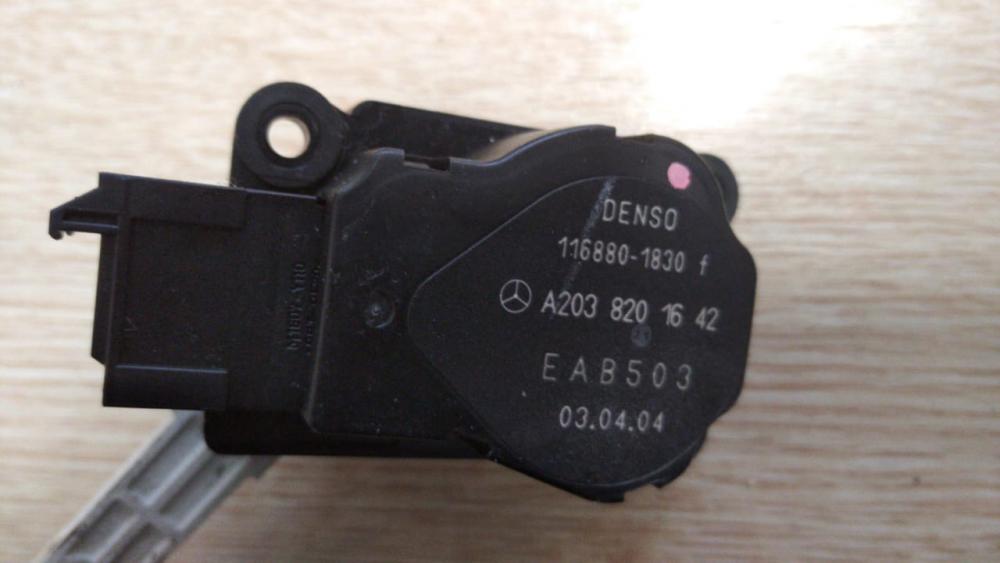 DENSO
116880-1830 f
A203 820 16 42
EAB503
03.04.04